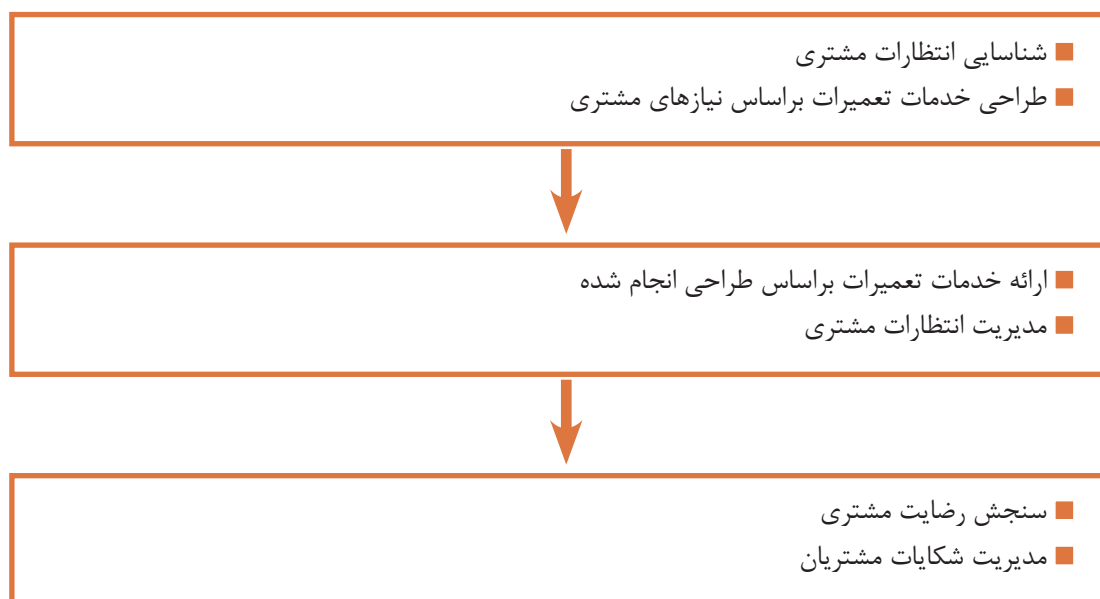 ■ شناسایی انتظارات مشتری
■ طراحی خدمات تعمیرات براساس نیازهای مشتری
■ ارائه خدمات تعمیرات براساس طراحی انجام شده
■ مدیریت انتظارات مشتری
■ سنجش رضایت مشتری
■ مدیریت شکایات مشتریان